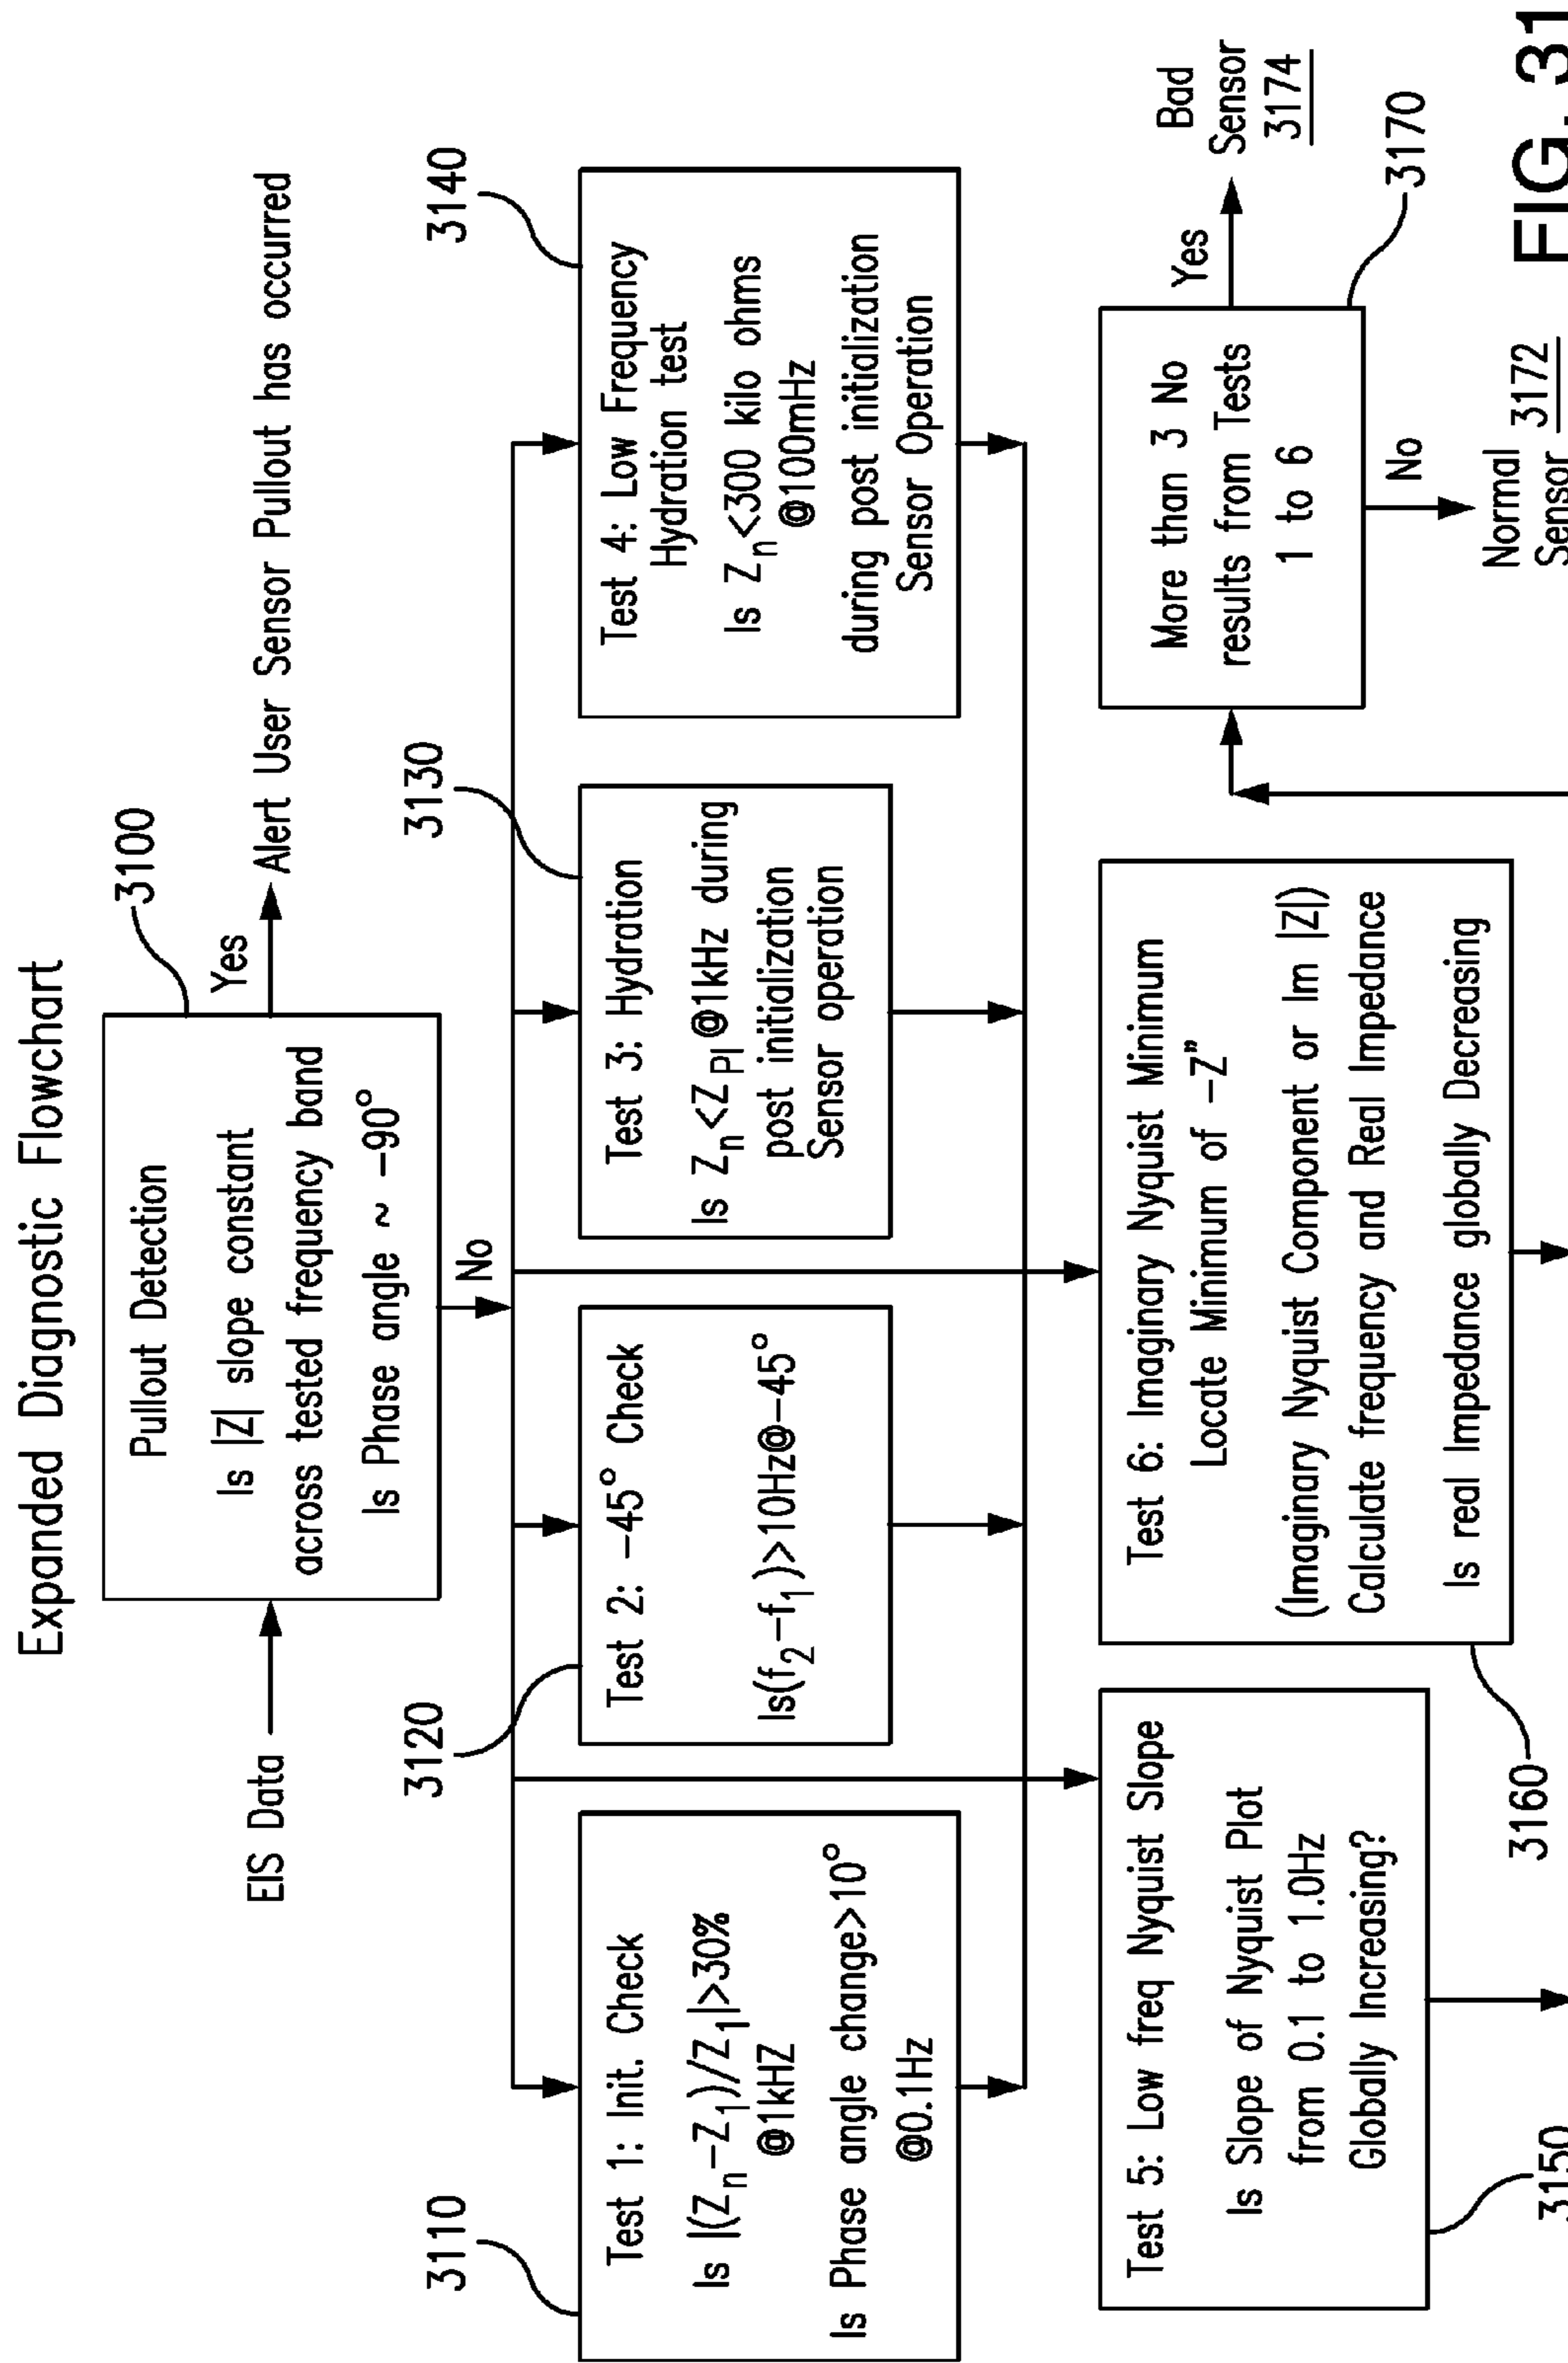 Expanded Diagnostic Flowchart
EIS Data
Pullout Detection
Is |Z| slope constant
across tested frequency band
Is Phase angle ~ -90°
3100
Yes
Alert User Sensor Pullout has occurred
No
3110
Test 1: Init. Check
Is |(Zn-Z1)/Z1|>30%
@1kHZ
Is Phase angle change>10°
@0.1Hz
3120
Test 2: -45° Check
Is(f2-f1)>10Hz@-45°
3130
Test 3: Hydration
Is Zn<ZPI @1kHz during
post initialization
Sensor operation
3140
Test 4: Low Frequency
Hydration test
Is Zn<300 kilo ohms
@100mHz
during post initialization
Sensor Operation
Test 5: Low freq Nyquist Slope
Is Slope of Nyquist Plot
from 0.1 to 1.0Hz
Globally Increasing?
3150
Test 6: Imaginary Nyquist Minimum
Locate Minimum of -Z"
(Imaginary Nyquist Component or Im |Z|)
Calculate frequency and Real Impedance
Is real Impedance globally Decreasing
3160
More than 3 No
results from Tests
1 to 6
3170
Yes
Bad
Sensor
3174
No
Normal
Sensor 3172
FIG. 31